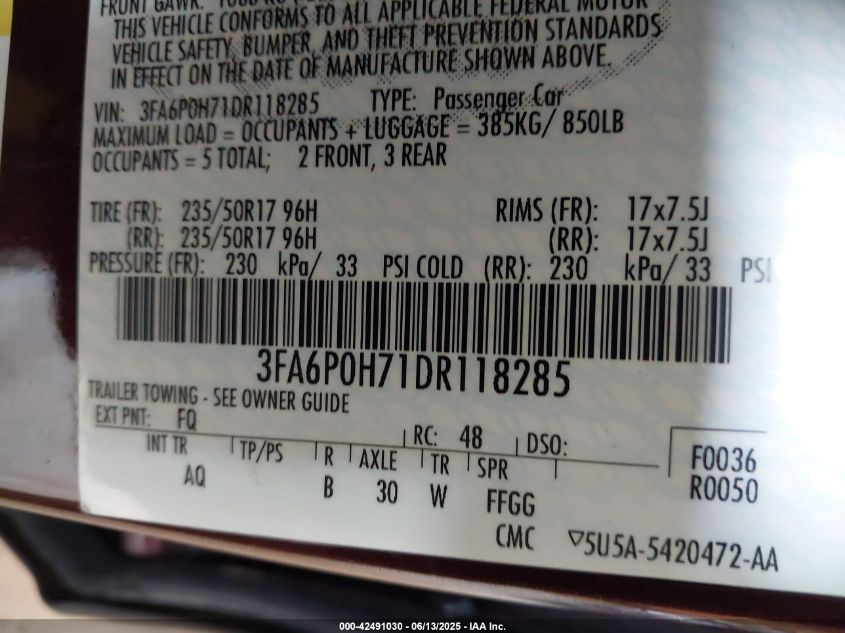 THIS VEHICLE CONFORMS TO ALL APPLICABLE FEDERAL MOTOR
VEHICLE SAFETY, BUMPER, AND THEFT PREVENTION STANDARDS
IN EFFECT ON THE DATE OF MANUFACTURE SHOWN ABOVE.
VIN: 3FA6P0H71DR118285 TYPE: Passenger Car
MAXIMUM LOAD = OCCUPANTS + LUGGAGE = 385KG/ 850LB
OCCUPANTS = 5 TOTAL; 2 FRONT, 3 REAR
TIRE (FR): 235/50R17 96H RIMS (FR): 17x7.5J
(RR): 235/50R17 96H (RR): 17x7.5J
PRESSURE (FR): 230 kPa/ 33 PSI COLD (RR): 230 kPa/ 33 PSI
3FA6P0H71DR118285
TRAILER TOWING - SEE OWNER GUIDE
EXT PNT: FQ RC: 48 DSO:
INT TR TP/PS R AXLE TR SPR F0036
AQ B 30 W FFGG R0050
CMC ▽5U5A-5420472-AA
000-42491030 - 06/13/2025 - IAA Inc.